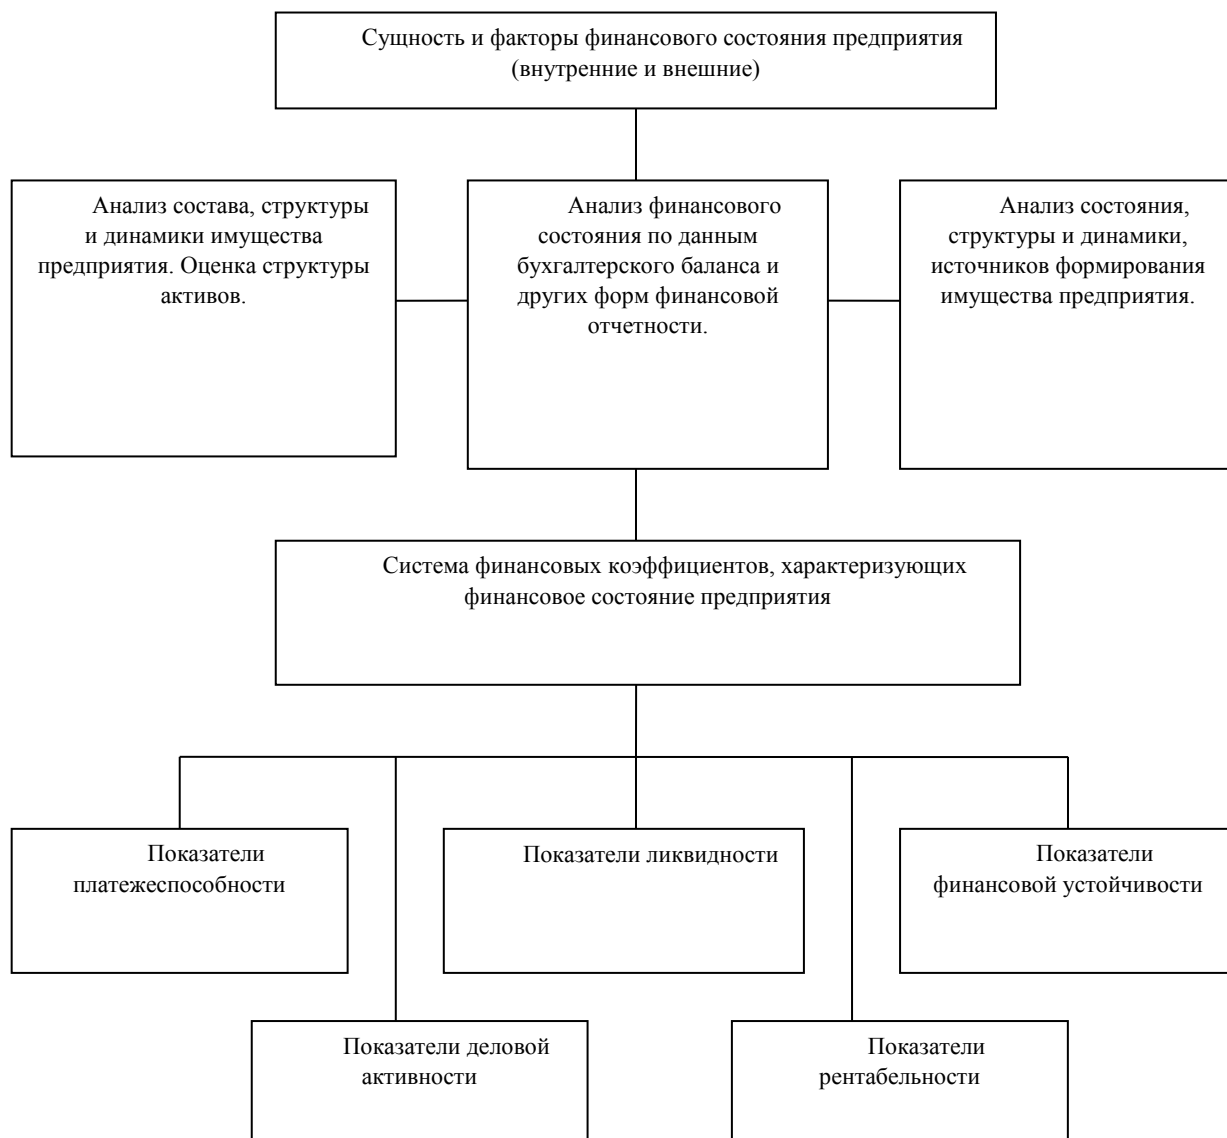 Сущность и факторы финансового состояния предприятия
(внутренние и внешние)
Анализ состава, структуры
и динамики имущества
предприятия. Оценка структуры
активов.
Анализ финансового
состояния по данным
бухгалтерского баланса и
других форм финансовой
отчетности.
Анализ состояния,
структуры и динамики,
источников формирования
имущества предприятия.
Система финансовых коэффициентов, характеризующих
финансовое состояние предприятия
Показатели
платежеспособности
Показатели ликвидности
Показатели
финансовой устойчивости
Показатели деловой
активности
Показатели
рентабельности